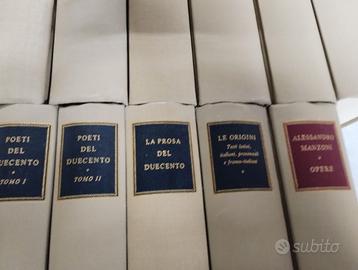 POETI
DEL
DUECENTO
TOMO I
POETI
DEL
DUECENTO
TOMO II
LA PROSA
DEL
DUECENTO
LE ORIGINI
Testi latini,
italiani, provenzali
e franco-italiani
ALESSANDRO
MANZONI
OPERE
subito